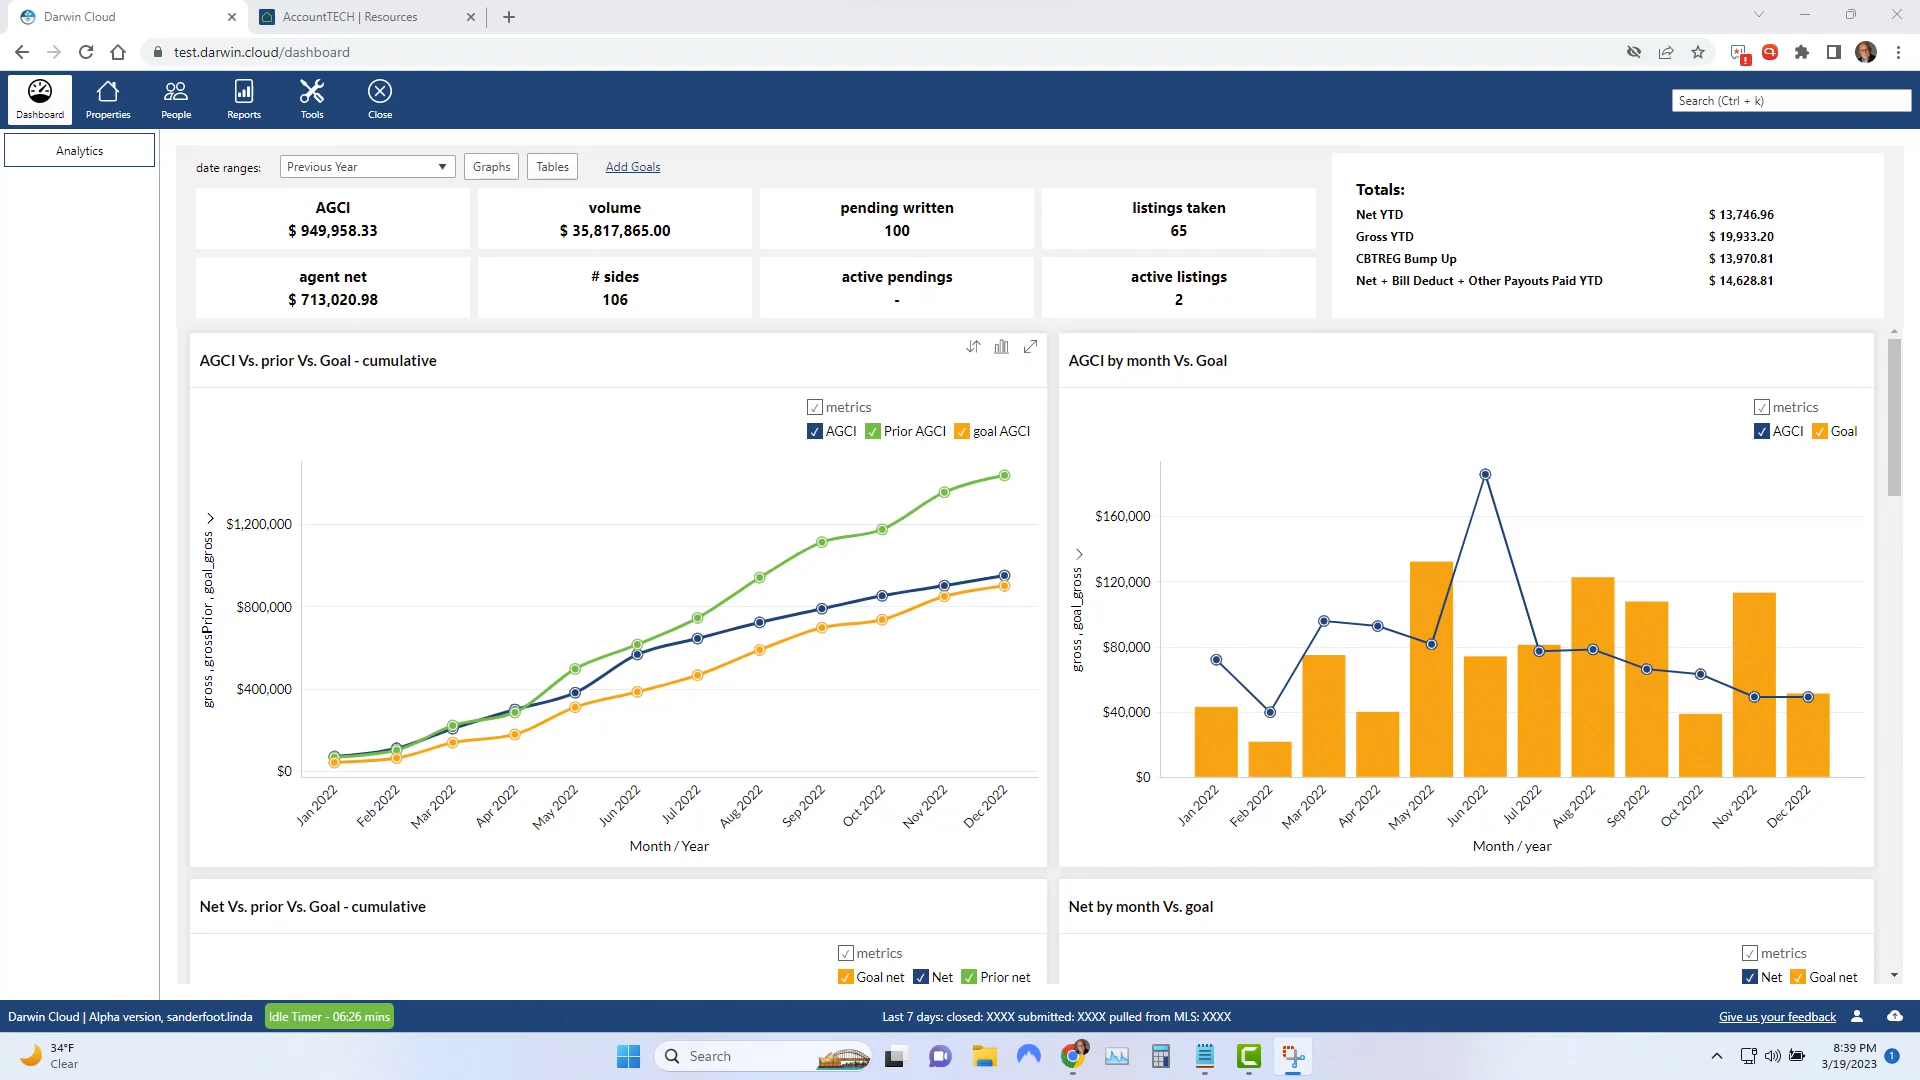 Darwin Cloud
AccountTECH | Resources
test.darwin.cloud/dashboard
Dashboard
Properties
People
Reports
Tools
Close
Search (Ctrl + k)
Analytics
date ranges:
Previous Year
Graphs
Tables
Add Goals
AGCI
$ 949,958.33
volume
$ 35,817,865.00
pending written
100
listings taken
65
agent net
$ 713,020.98
# sides
106
active pendings
-
active listings
2
Totals:
Net YTD $ 13,746.96
Gross YTD $ 19,933.20
CBTREG Bump Up $ 13,970.81
Net + Bill Deduct + Other Payouts Paid YTD $ 14,628.81
AGCI Vs. prior Vs. Goal - cumulative
metrics
AGCI Prior AGCI goal AGCI
gross, grossPrior, goal_gross
$1,200,000
$800,000
$400,000
$0
Jan 2022
Feb 2022
Mar 2022
Apr 2022
May 2022
Jun 2022
Jul 2022
Aug 2022
Sep 2022
Oct 2022
Nov 2022
Dec 2022
Month / Year
AGCI by month Vs. Goal
metrics
AGCI Goal
gross, goal_gross
$160,000
$120,000
$80,000
$40,000
$0
Jan 2022
Feb 2022
Mar 2022
Apr 2022
May 2022
Jun 2022
Jul 2022
Aug 2022
Sep 2022
Oct 2022
Nov 2022
Dec 2022
Month / year
Net Vs. prior Vs. Goal - cumulative
metrics
Goal net Net Prior net
Net by month Vs. goal
metrics
Net Goal net
Darwin Cloud | Alpha version, sanderfoot.linda
Idle Timer - 06:26 mins
Last 7 days: closed: XXXX submitted: XXXX pulled from MLS: XXXX
Give us your feedback
34°F
Clear
Search
8:39 PM
3/19/2023
1